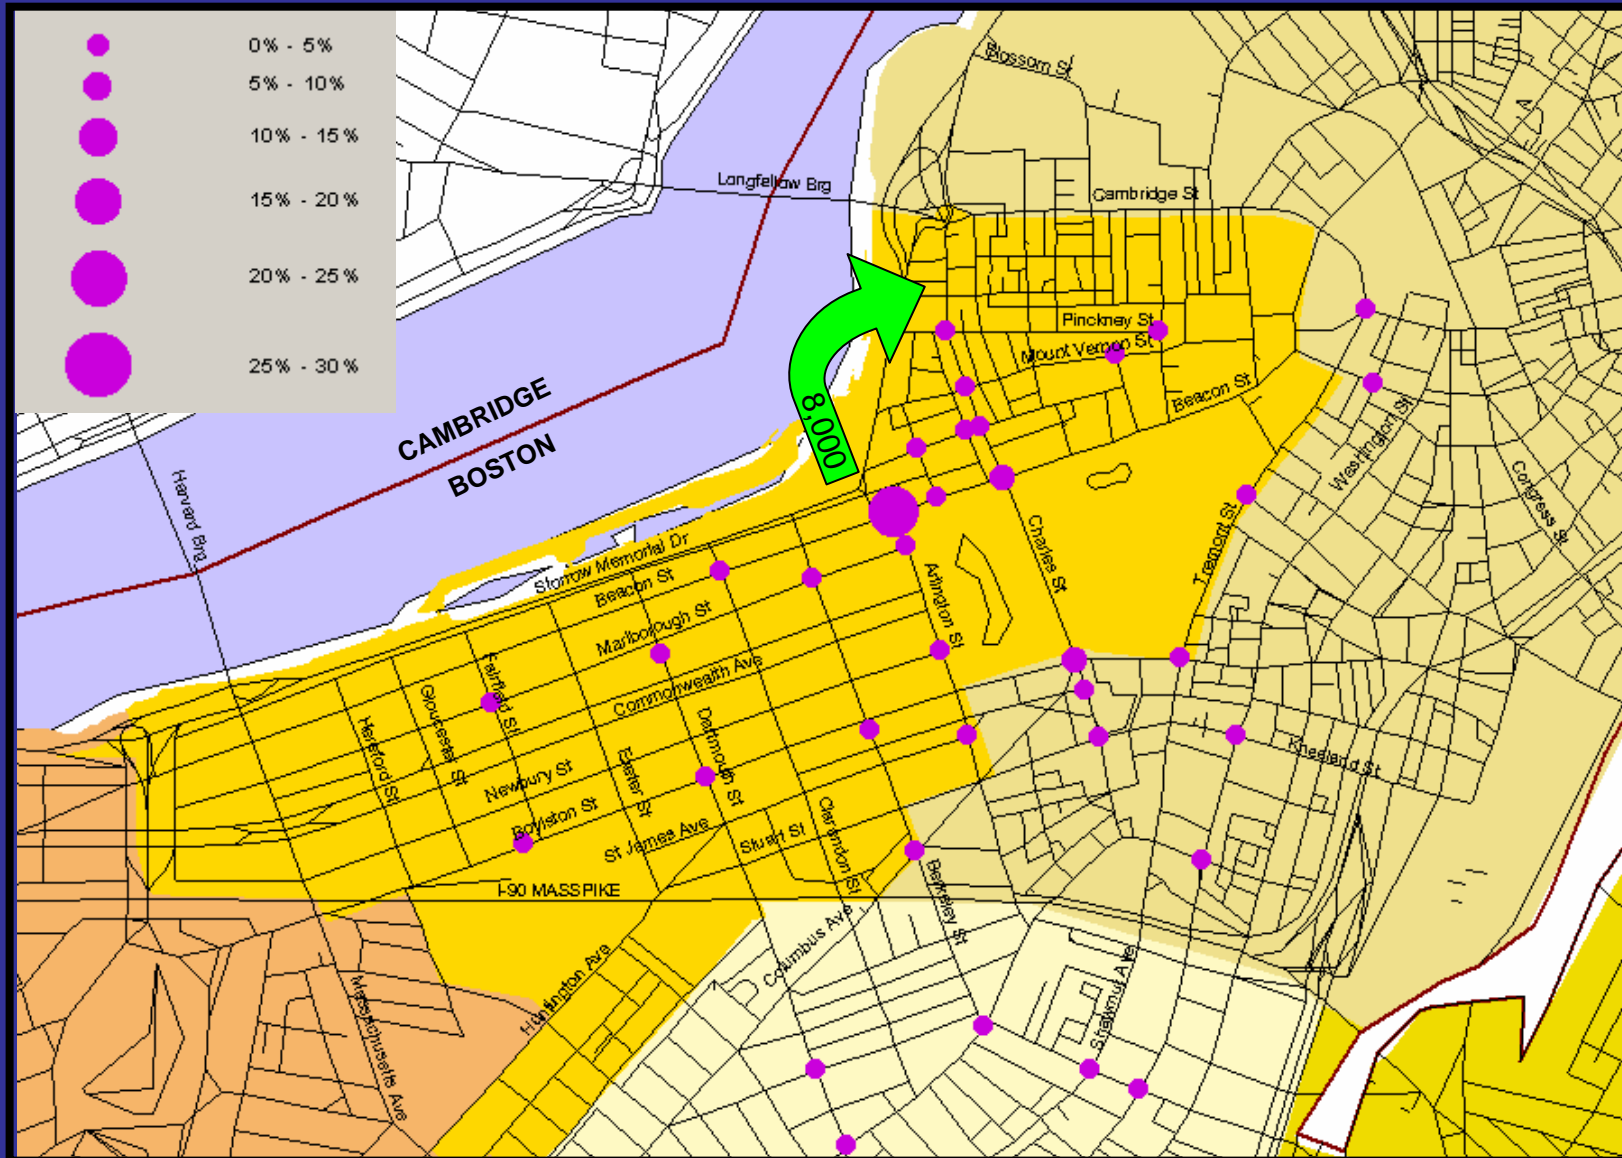 0% - 5%
5% - 10%
10% - 15%
15% - 20%
20% - 25%
25% - 30%
Blossom St
Longfellow Brg
Cambridge St
Pinckney St
Mount Vernon St
Beacon St
CAMBRIDGE
BOSTON
8,000
Washington St
Congress St
Harvard Brg
Charles St
Tremont St
Storrow Memorial Dr
Beacon St
Arlington St
Marlborough St
Commonwealth Ave
Fairfield St
Gloucester St
Hereford St
Dartmouth St
Exeter St
Newbury St
Boylston St
St James Ave
Stuart St
Clarendon St
Kneeland St
I-90 MASSPIKE
Berkeley St
Columbus Ave
Huntington Ave
Shawmut Ave
Massachusetts Ave